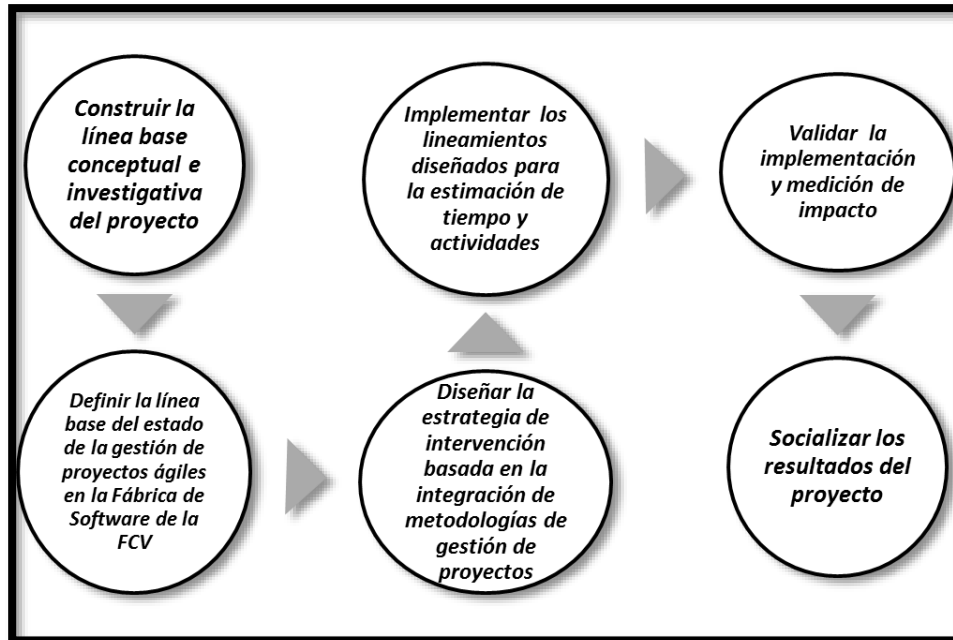 Construir la
línea base
conceptual e
investigativa
del proyecto
Definir la línea
base del estado
de la gestión de
proyectos ágiles
en la Fábrica de
Software de la
FCV
Diseñar la
estrategia de
intervención
basada en la
integración de
metodologías de
gestión de
proyectos
Implementar los
lineamientos
diseñados para
la estimación de
tiempo y
actividades
Validar la
implementación
y medición de
impacto
Socializar los
resultados del
proyecto